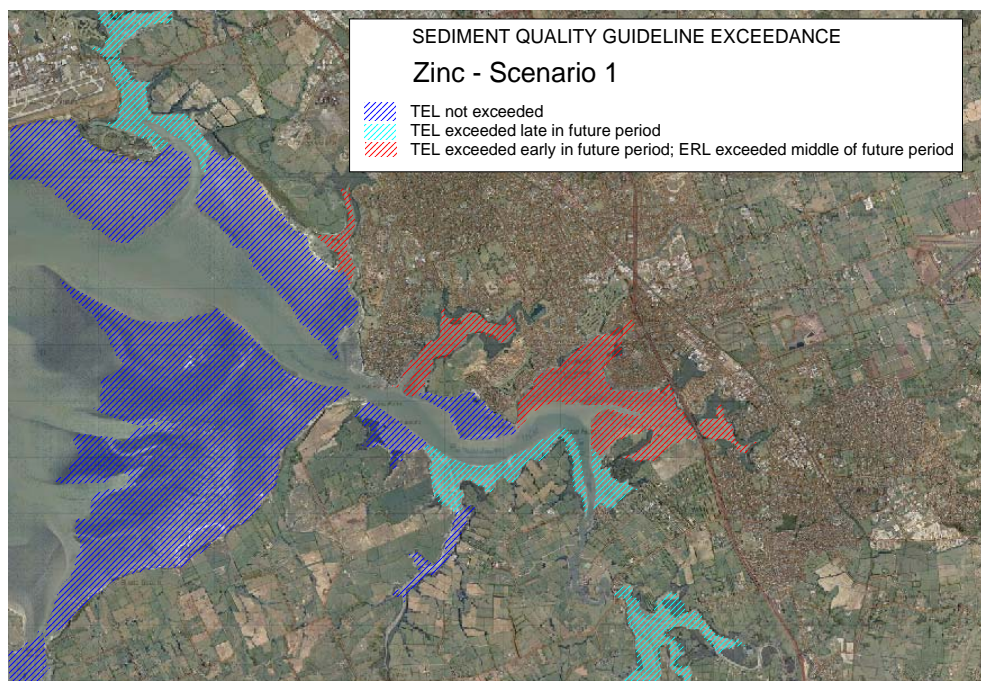 SEDIMENT QUALITY GUIDELINE EXCEEDANCE
Zinc - Scenario 1
TEL not exceeded
TEL exceeded late in future period
TEL exceeded early in future period; ERL exceeded middle of future period